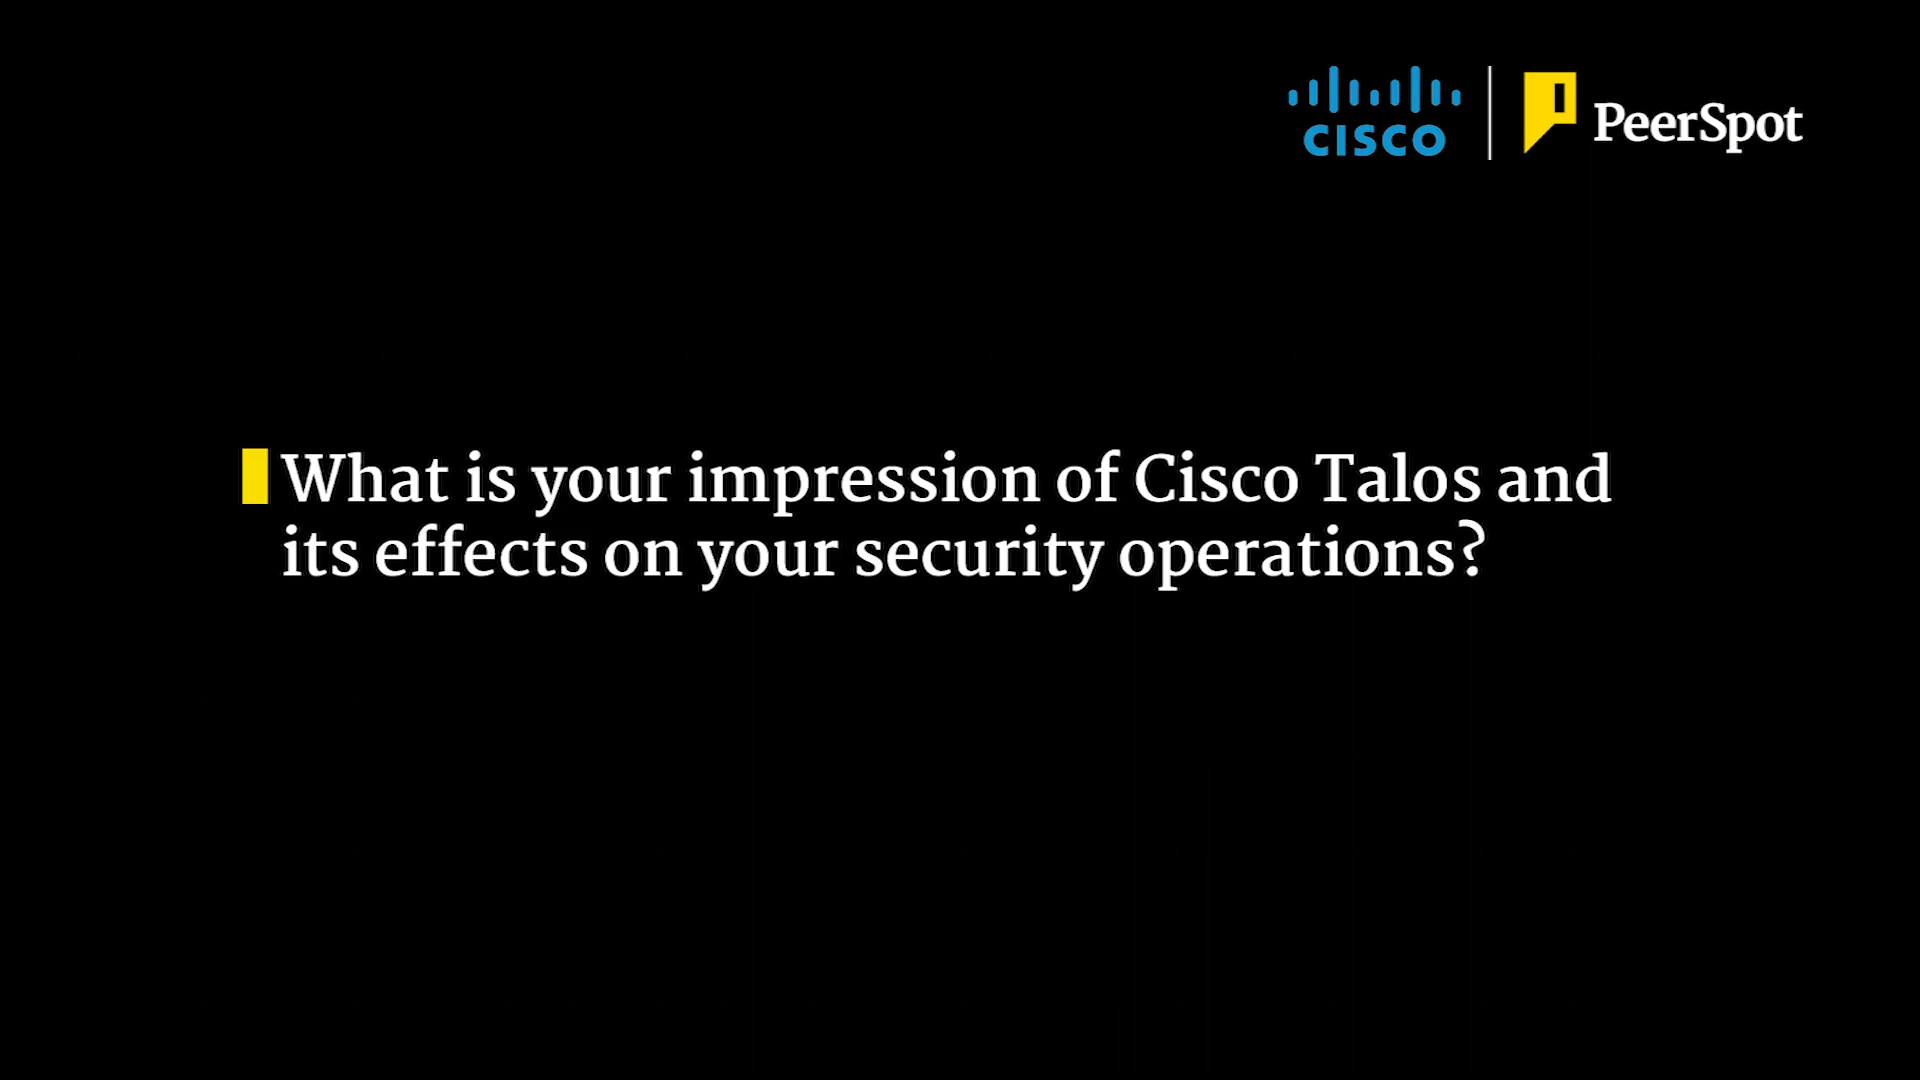 CISCO
PeerSpot
What is your impression of Cisco Talos and
its effects on your security operations?